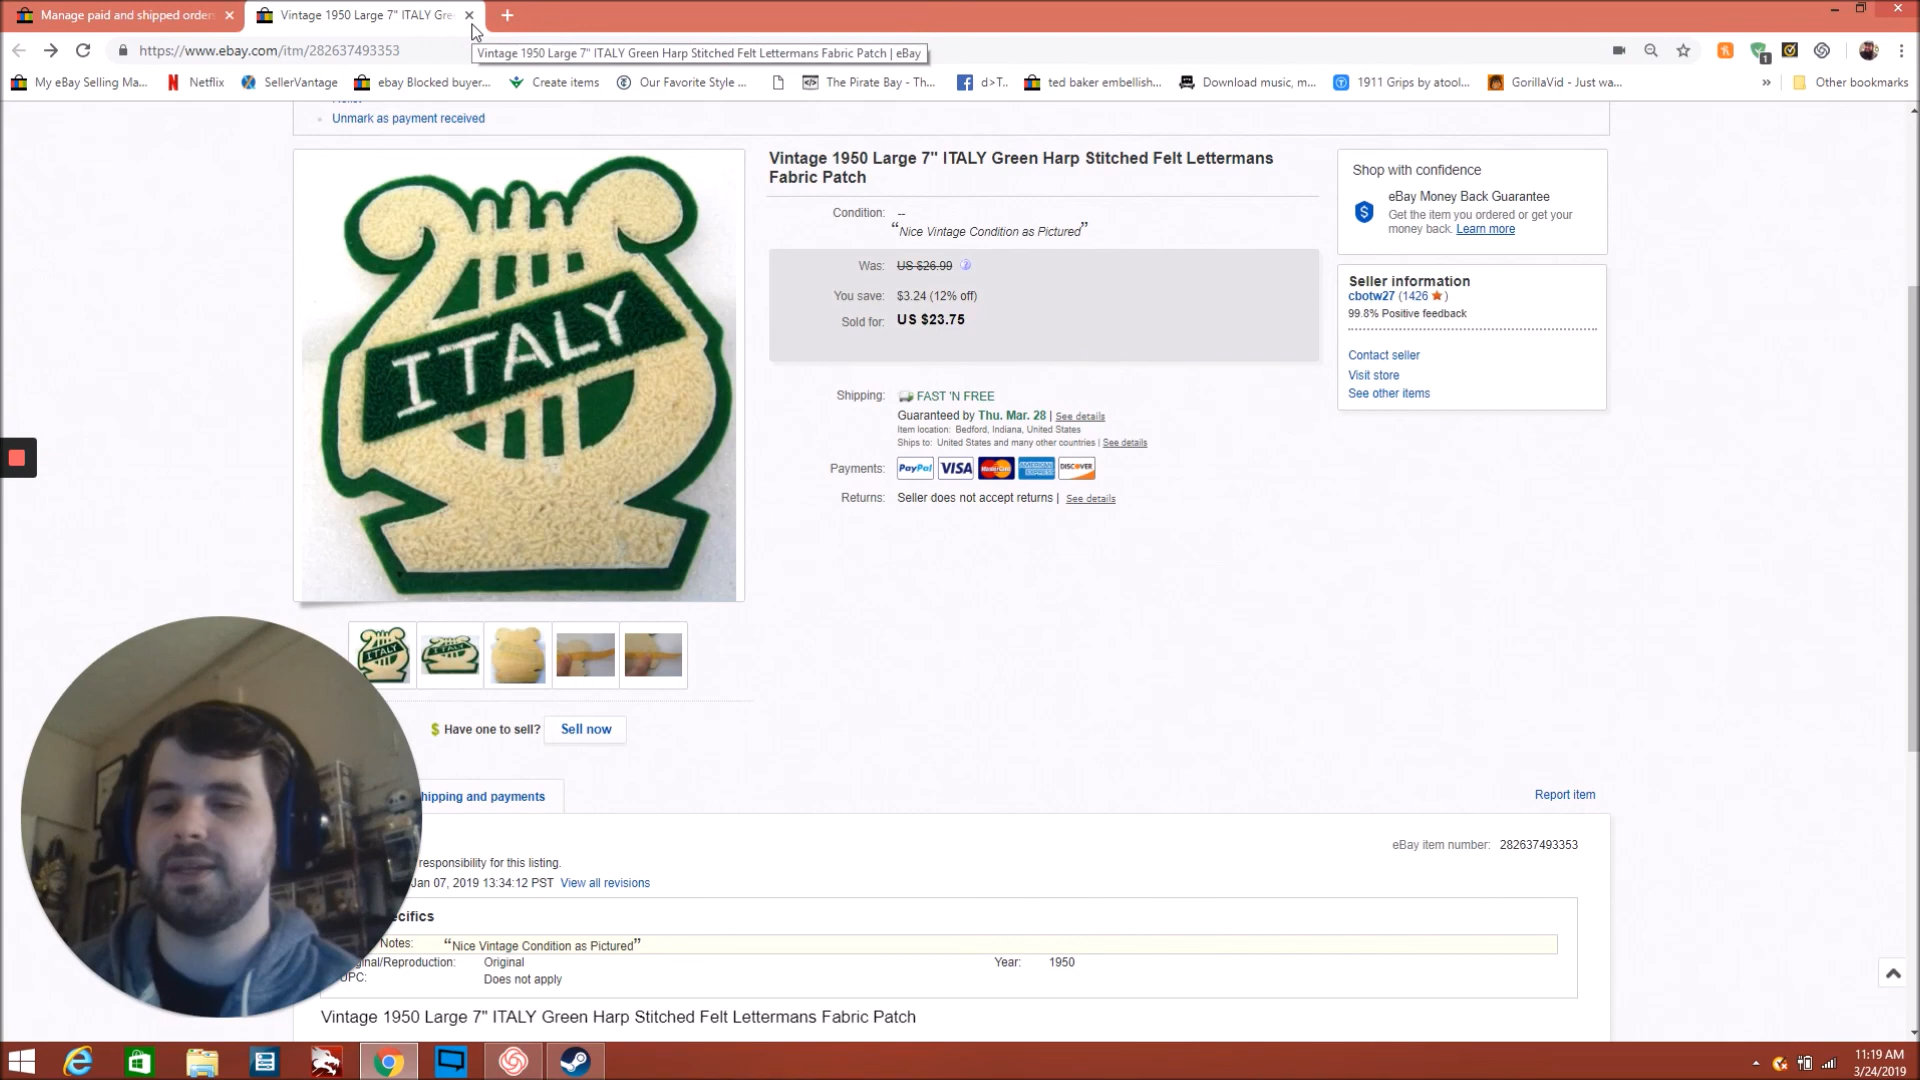 Manage paid and shipped order
Vintage 1950 Large 7" ITALY Gre
https://www.ebay.com/itm/282637493353
Vintage 1950 Large 7" ITALY Green Harp Stitched Felt Lettermans Fabric Patch | eBay
My eBay Selling Ma...
Netflix
SellerVantage
ebay Blocked buyer...
Create items
Our Favorite Style ...
The Pirate Bay - Th...
d>T..
ted baker embellish...
Download music, m...
1911 Grips by atool...
GorillaVid - Just wa...
»
Other bookmarks
Unmark as payment received
Vintage 1950 Large 7" ITALY Green Harp Stitched Felt Lettermans
Fabric Patch
Condition: --
"Nice Vintage Condition as Pictured"
Was: US $26.99
You save: $3.24 (12% off)
Sold for: US $23.75
Shipping: FAST 'N FREE
Guaranteed by Thu. Mar. 28 | See details
Item location: Bedford, Indiana, United States
Ships to: United States and many other countries | See details
Payments: PayPal VISA MasterCard AMERICAN EXPRESS DISCOVER
Returns: Seller does not accept returns | See details
Shop with confidence
eBay Money Back Guarantee
Get the item you ordered or get your
money back. Learn more
Seller information
cbotw27 (1426 ★)
99.8% Positive feedback
Contact seller
Visit store
See other items
ITALY
ITALY
ITALY
$ Have one to sell? Sell now
hipping and payments
Report item
eBay item number: 282637493353
responsibility for this listing.
Jan 07, 2019 13:34:12 PST View all revisions
ecifics
Notes: "Nice Vintage Condition as Pictured"
ginal/Reproduction: Original
Year: 1950
UPC: Does not apply
Vintage 1950 Large 7" ITALY Green Harp Stitched Felt Lettermans Fabric Patch
11:19 AM
3/24/2019